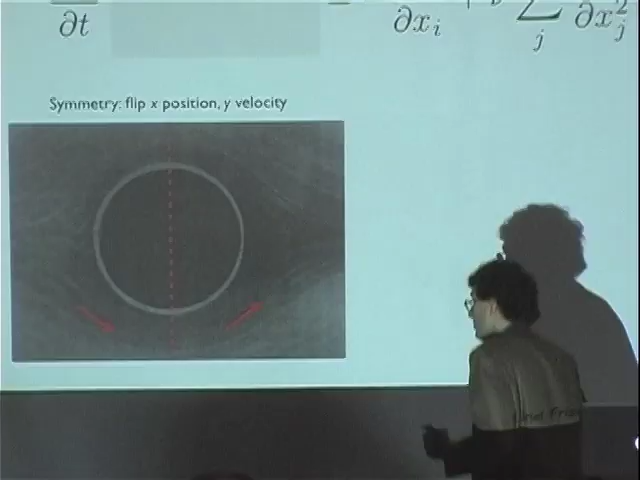 ∂t ∂x_i ∑_j ∂x_j^2
Symmetry: flip x position, y velocity